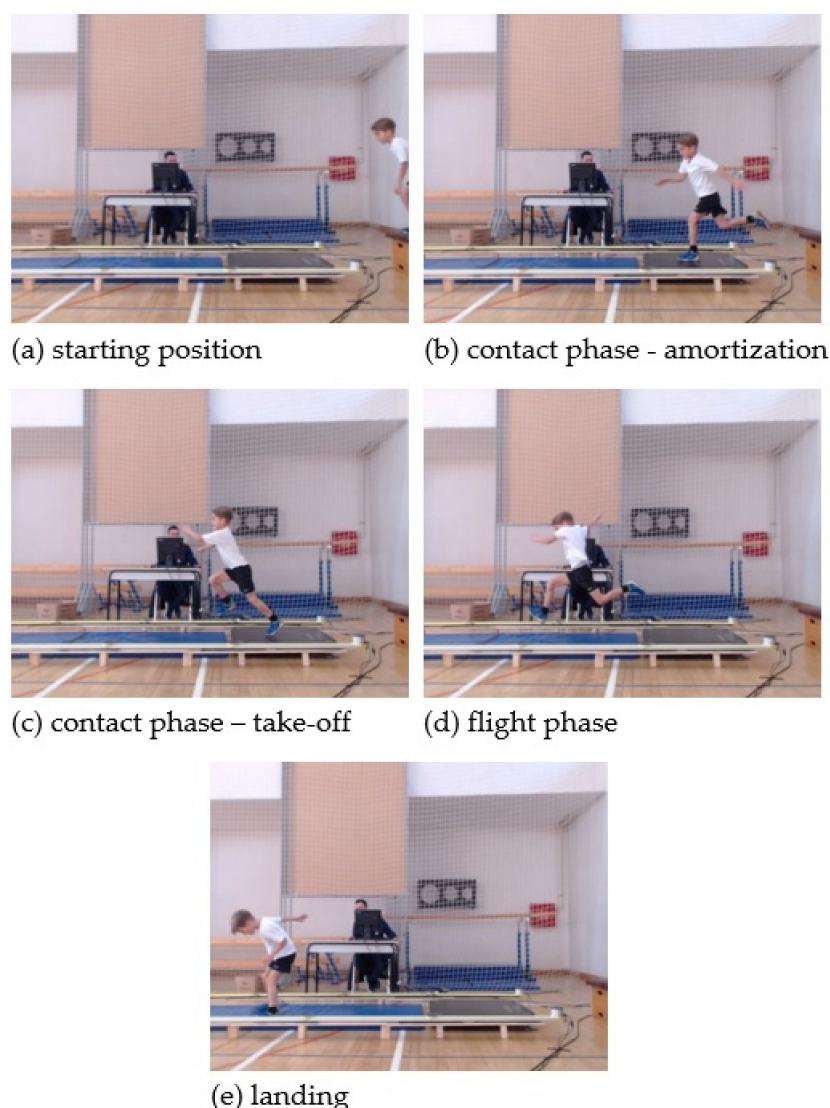 (a) starting position
(b) contact phase - amortization
(c) contact phase – take-off
(d) flight phase
(e) landing